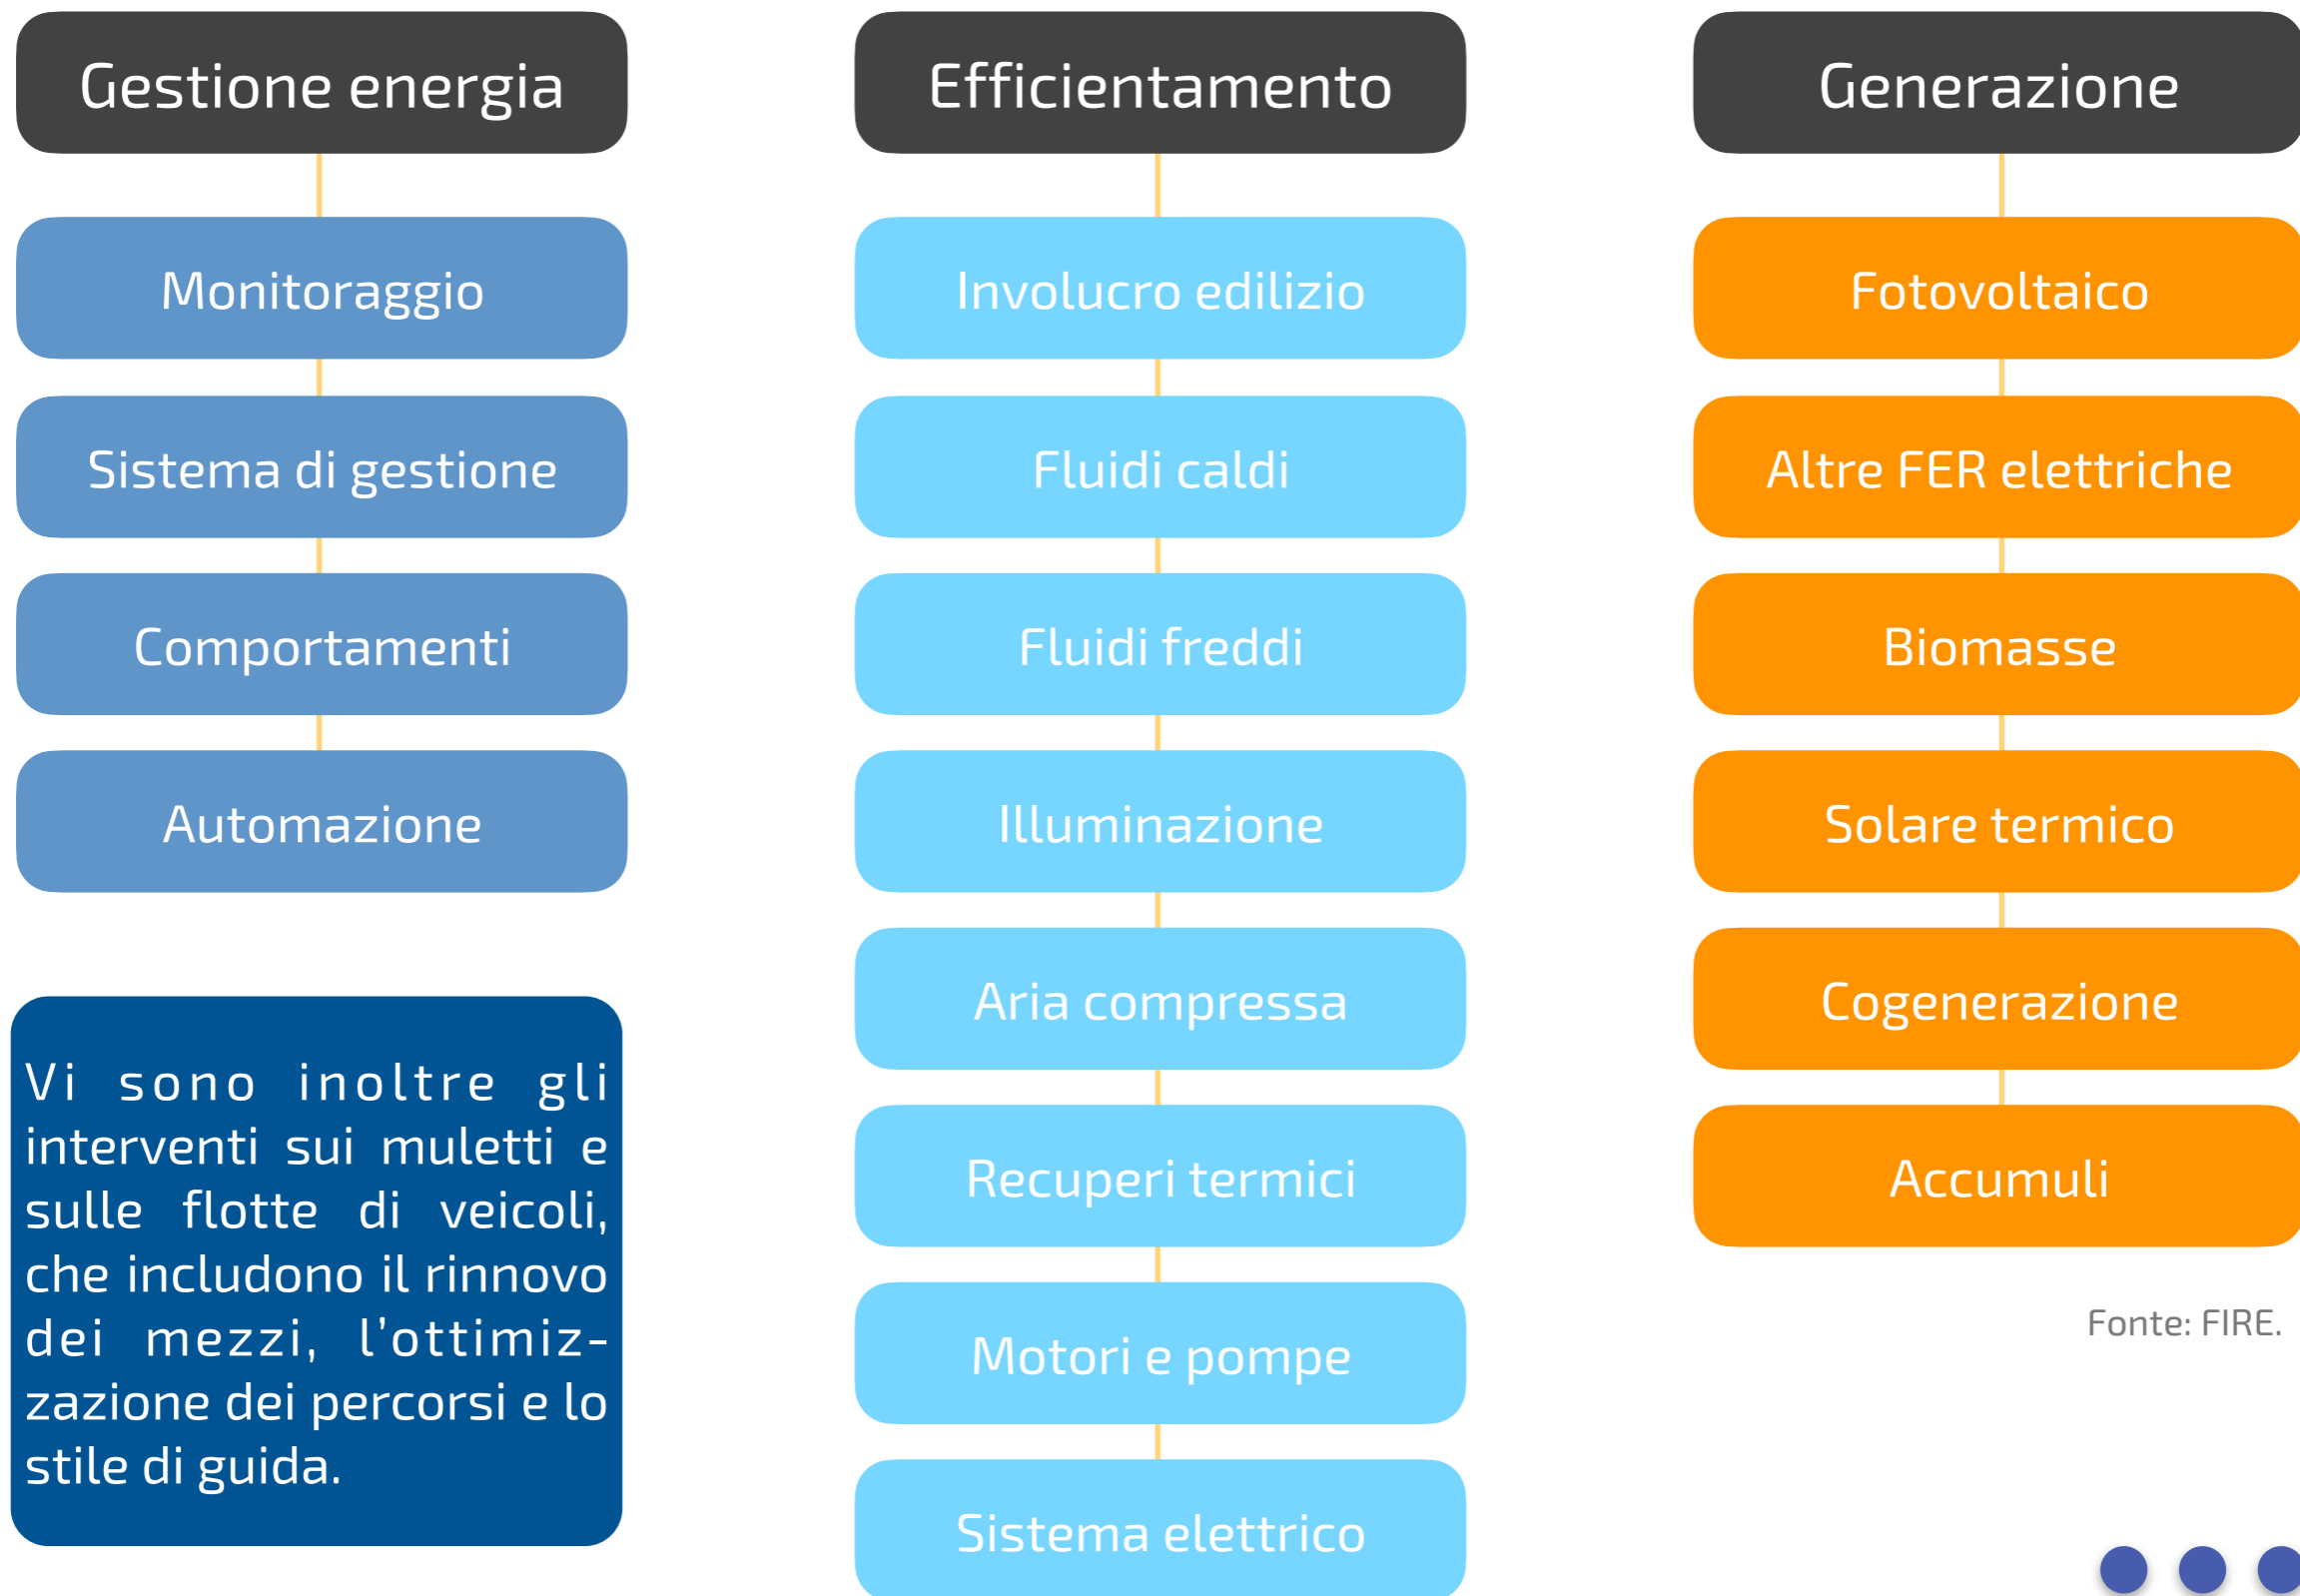 Gestione energia
Monitoraggio
Sistema di gestione
Comportamenti
Automazione
Vi sono inoltre gli
interventi sui muletti e
sulle flotte di veicoli,
che includono il rinnovo
dei mezzi, l’ottimiz-
zazione dei percorsi e lo
stile di guida.
Efficientamento
Involucro edilizio
Fluidi caldi
Fluidi freddi
Illuminazione
Aria compressa
Recuperi termici
Motori e pompe
Sistema elettrico
Generazione
Fotovoltaico
Altre FER elettriche
Biomasse
Solare termico
Cogenerazione
Accumuli
Fonte: FIRE.